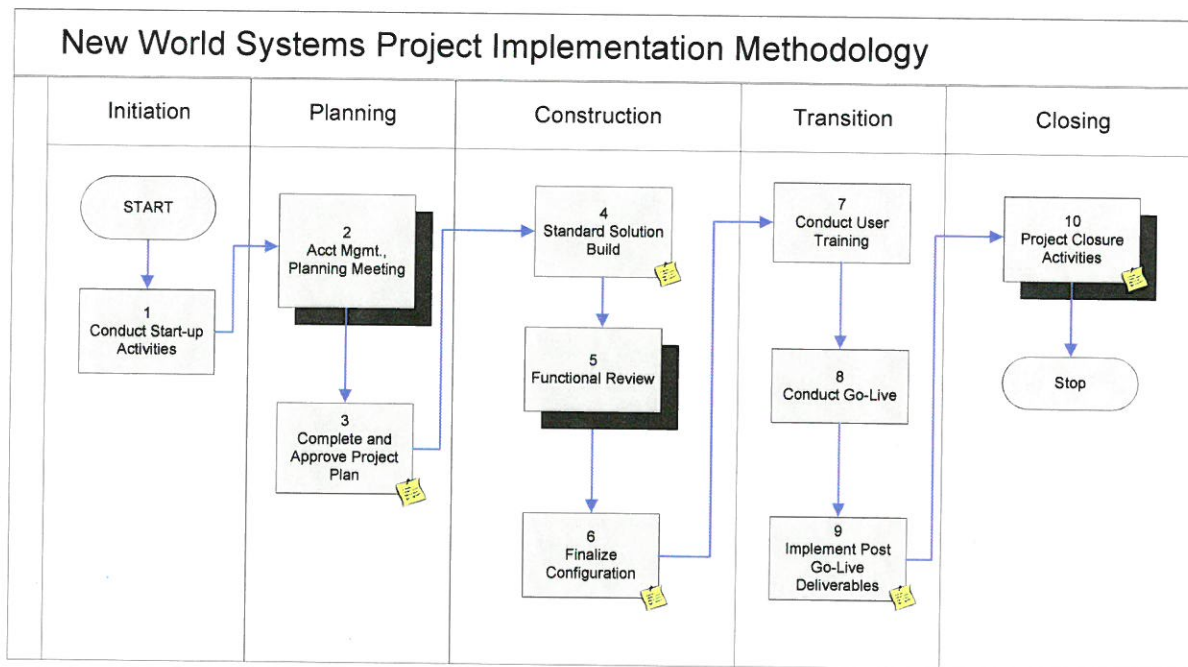 New World Systems Project Implementation Methodology
Initiation
Planning
Construction
Transition
Closing
START
1
Conduct Start-up
Activities
2
Acct Mgmt.,
Planning Meeting
3
Complete and
Approve Project
Plan
4
Standard Solution
Build
5
Functional Review
6
Finalize
Configuration
7
Conduct User
Training
8
Conduct Go-Live
9
Implement Post
Go-Live
Deliverables
10
Project Closure
Activities
Stop